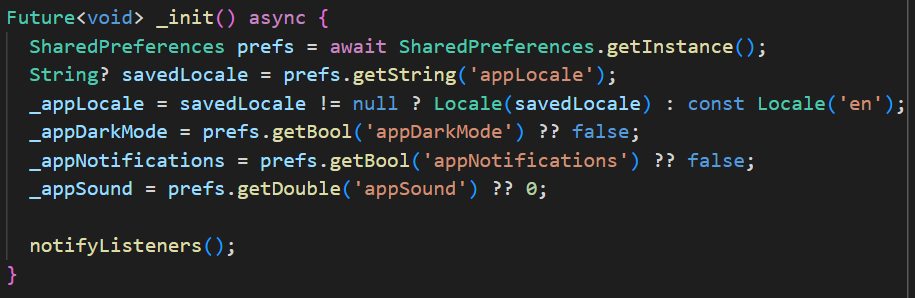 Future<void> _init() async {
  SharedPreferences prefs = await SharedPreferences.getInstance();
  String? savedLocale = prefs.getString('appLocale');
  _appLocale = savedLocale != null ? Locale(savedLocale) : const Locale('en');
  _appDarkMode = prefs.getBool('appDarkMode') ?? false;
  _appNotifications = prefs.getBool('appNotifications') ?? false;
  _appSound = prefs.getDouble('appSound') ?? 0;

  notifyListeners();
}